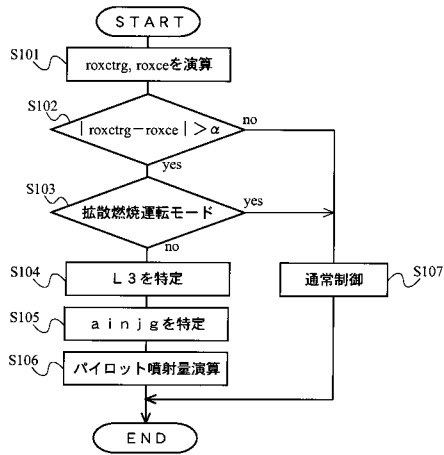 START
S101
roxctrg, roxceを演算
S102
｜roxctrg－roxce｜＞α
no
yes
S103
拡散燃焼運転モード
yes
no
S104
L3を特定
通常制御
S107
S105
ainjgを特定
S106
パイロット噴射量演算
END